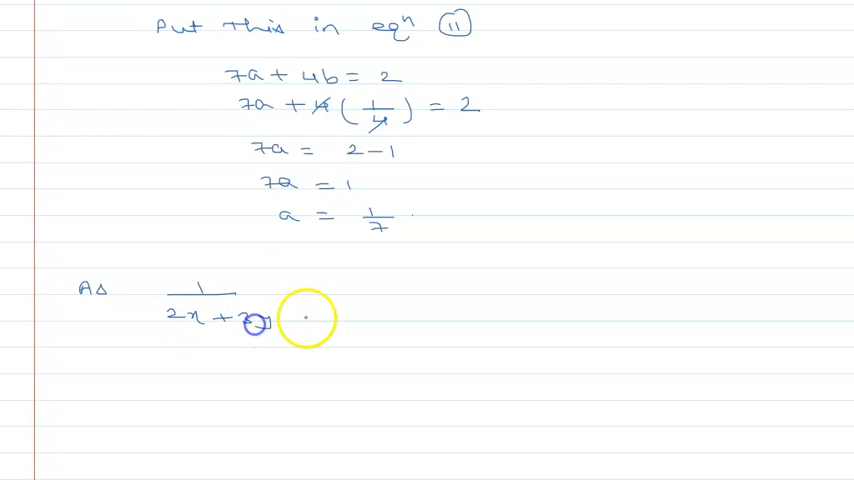 Put this in eqn (11)
7a + 4b = 2
7a + 4 ( 1/4 ) = 2
7a = 2 - 1
7a = 1
a = 1/7
As 1/(2x + 3y